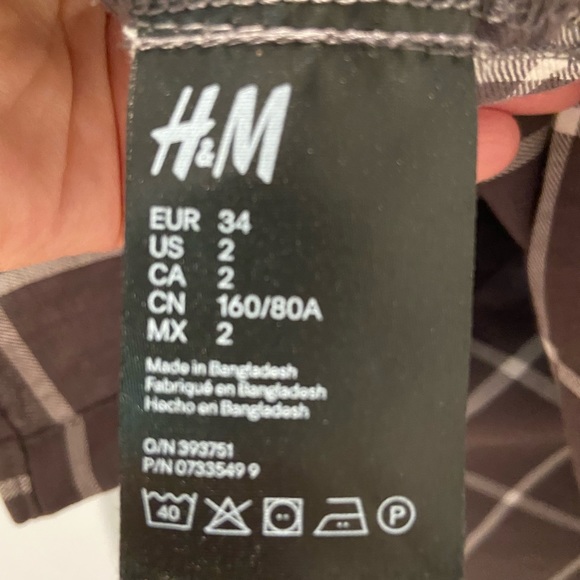 H&M
EUR 34
US 2
CA 2
CN 160/80A
MX 2
Made in Bangladesh
Fabriqué en Bangladesh
Hecho en Bangladesh
O/N 393751
P/N 0733549 9
40 P